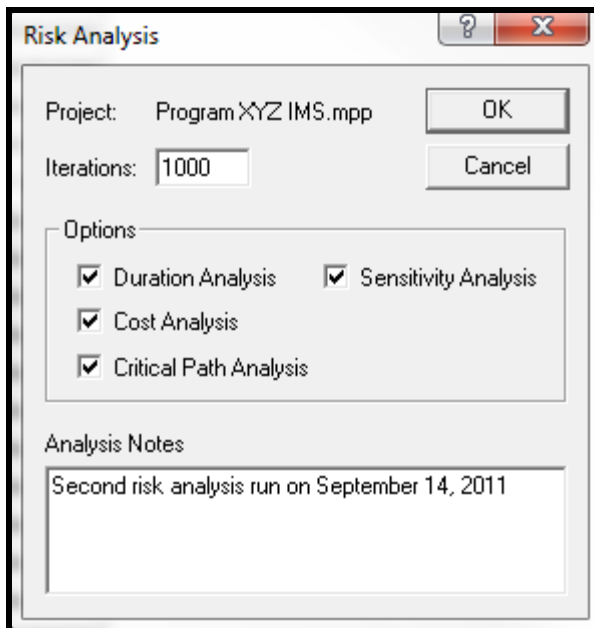 Risk Analysis
Project: Program XYZ IMS.mpp
OK
Iterations: 1000
Cancel
Options
Duration Analysis
Sensitivity Analysis
Cost Analysis
Critical Path Analysis
Analysis Notes
Second risk analysis run on September 14, 2011